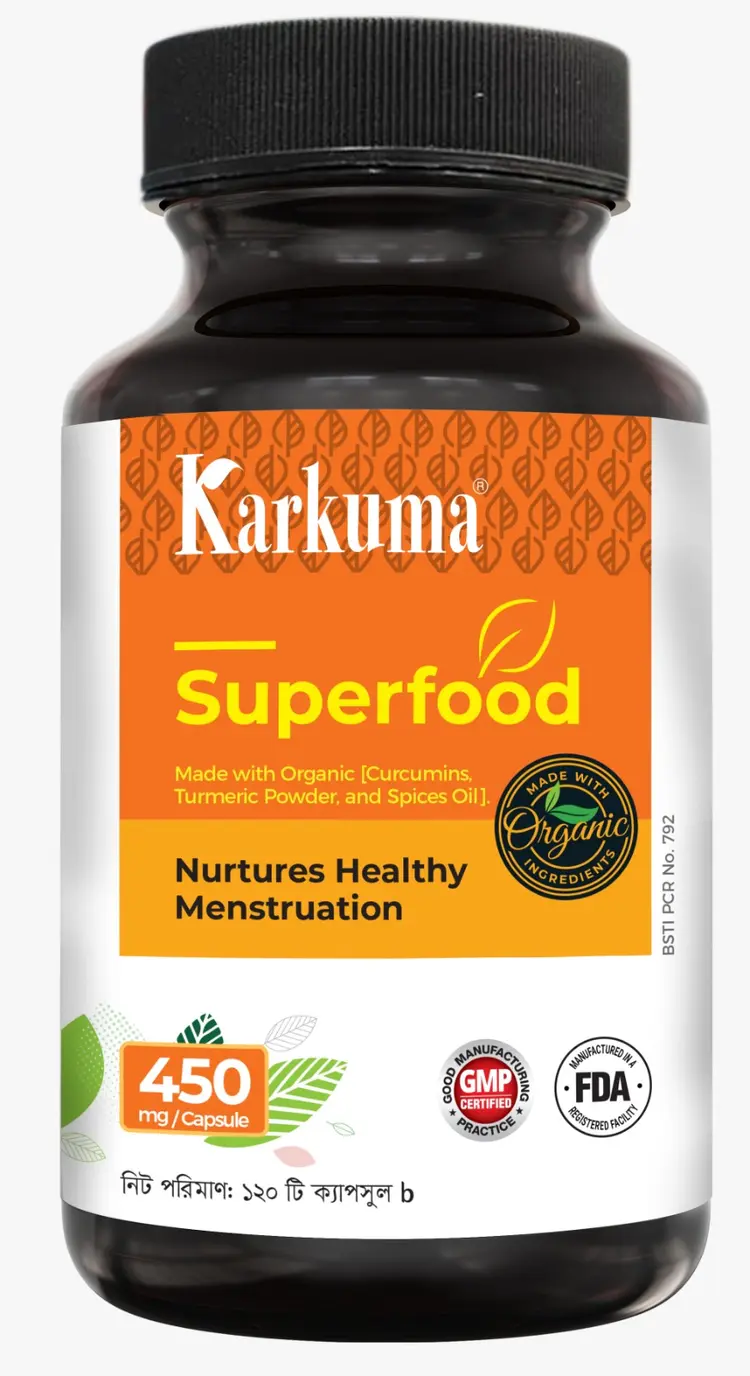 Karkuma®
Superfood
Made with Organic [Curcumins,
Turmeric Powder, and Spices Oil].
MADE WITH
Organic
INGREDIENTS
Nurtures Healthy
Menstruation
BSTI PCR No. 792
450
mg/Capsule
GOOD MANUFACTURING
GMP
CERTIFIED
PRACTICE
MANUFACTURED IN A
FDA
REGISTERED FACILITY
নিট পরিমাণ: ১২০ টি ক্যাপসুল b